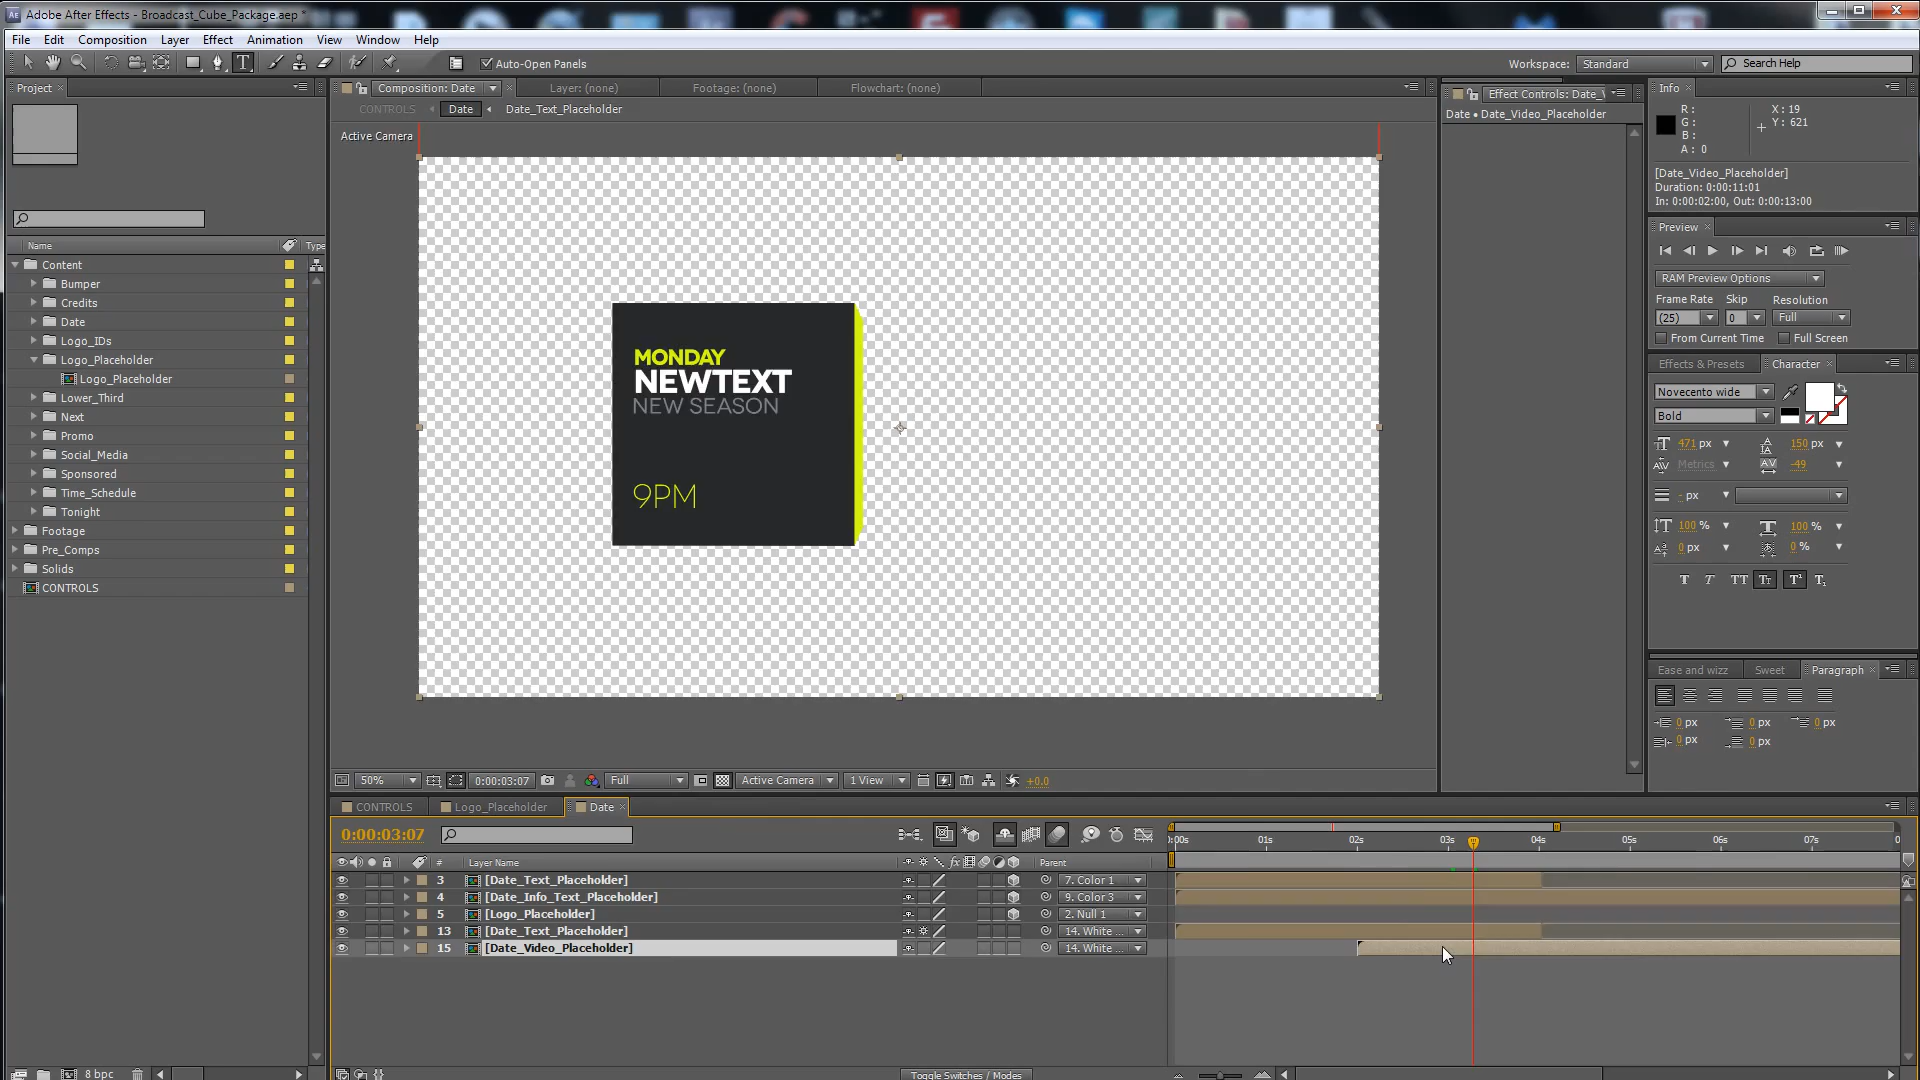 Adobe After Effects - Broadcast_Cube_Package.aep *
File Edit Composition Layer Effect Animation View Window Help
Auto-Open Panels
Workspace: Standard
Search Help
Project
Name Type
Content
Bumper
Credits
Date
Logo_IDs
Logo_Placeholder
Logo_Placeholder
Lower_Third
Next
Promo
Social_Media
Sponsored
Time_Schedule
Tonight
Footage
Pre_Comps
Solids
CONTROLS
8 bpc
Composition: Date Layer: (none) Footage: (none) Flowchart: (none)
CONTROLS Date Date_Text_Placeholder
Active Camera
MONDAY
NEWTEXT
NEW SEASON
9PM
50% 0:00:03:07 Full Active Camera 1 View +0.0
Effect Controls: Date_V
Date • Date_Video_Placeholder
Info
R :
G :
B :
A : 0
X : 19
Y : 621
[Date_Video_Placeholder]
Duration: 0:00:11:01
In: 0:00:02:00, Out: 0:00:13:00
Preview
RAM Preview Options
Frame Rate Skip Resolution
(25) 0 Full
From Current Time Full Screen
Effects & Presets Character
Novecento wide
Bold
471 px 150 px
Metrics -49
- px
100 % 100 %
0 px 0 %
T T TT Tt T¹ T₁
Ease and wizz Sweet Paragraph
0 px 0 px 0 px
0 px 0 px
CONTROLS Logo_Placeholder Date
0:00:03:07
:00s 01s 02s 03s 04s 05s 06s 07s 0
# Layer Name fx Parent
3 [Date_Text_Placeholder] 7. Color 1
4 [Date_Info_Text_Placeholder] 9. Color 3
5 [Logo_Placeholder] 2. Null 1
13 [Date_Text_Placeholder] 14. White ...
15 [Date_Video_Placeholder] 14. White ...
Toggle Switches / Modes